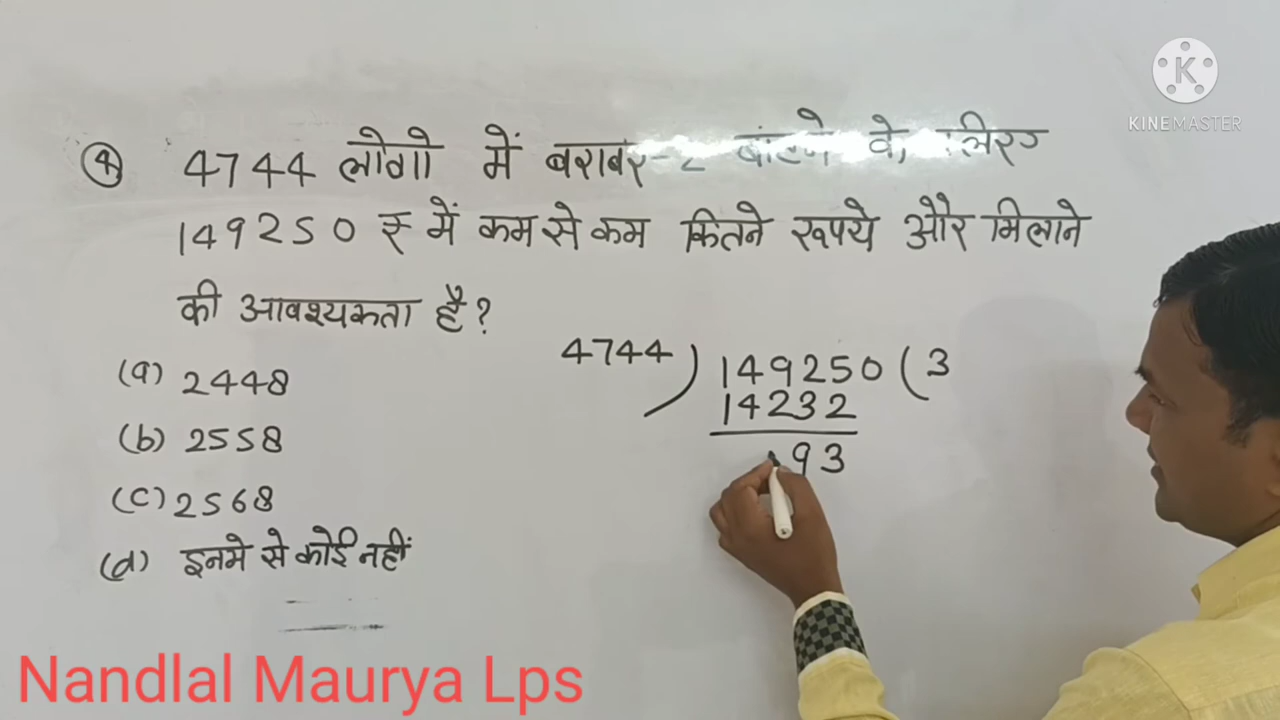 ④ 4744 लोगो में बराबर-2 बांटने के लिए
149250 ₹ में कम से कम कितने रूपये और मिलाने
की आवश्यकता है?
(a) 2448
(b) 2558
(c) 2568
(d) इनमे से कोई नहीं
4744 ) 149250 ( 3
14232
93
KINEMASTER
Nandlal Maurya Lps